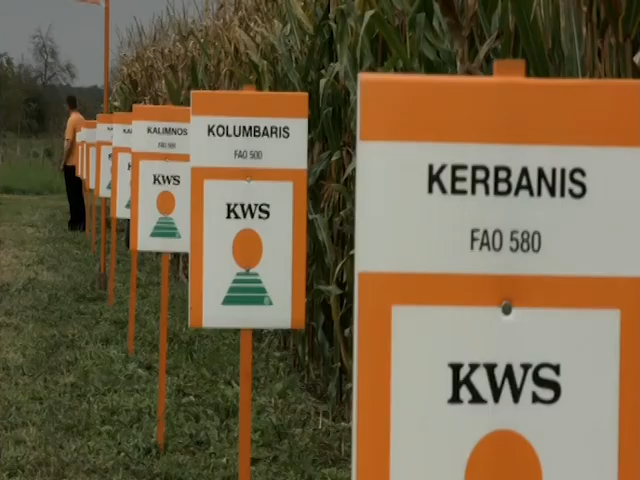 KERBANIS
FAO 580
KWS
KOLUMBARIS
FAO 500
KWS
KALIMNOS
KWS